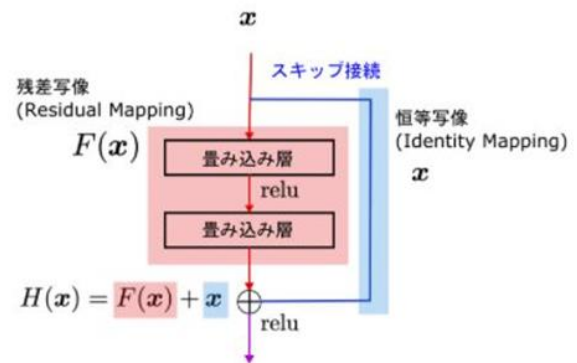 x
スキップ接続
残差写像
(Residual Mapping)
F(x)
恒等写像
(Identity Mapping)
x
畳み込み層
relu
畳み込み層
H(x) = F(x) + x
relu